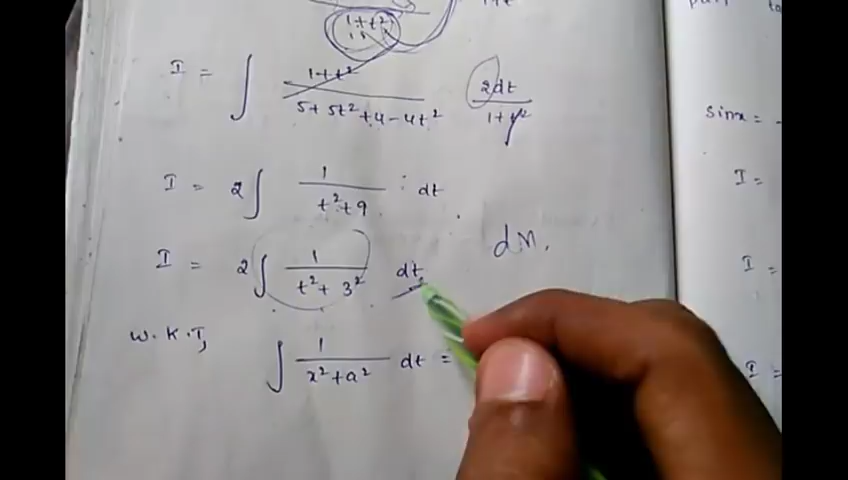 1+t²
I = ∫ 1+t² / 5+5t²+4-4t² 2dt / 1+t²
I = 2∫ 1 / t²+9 dt
I = 2∫ 1 / t²+3² dt
dx.
W.K.T,
∫ 1 / x²+a² dt =
sinx =
I =
I =
I =